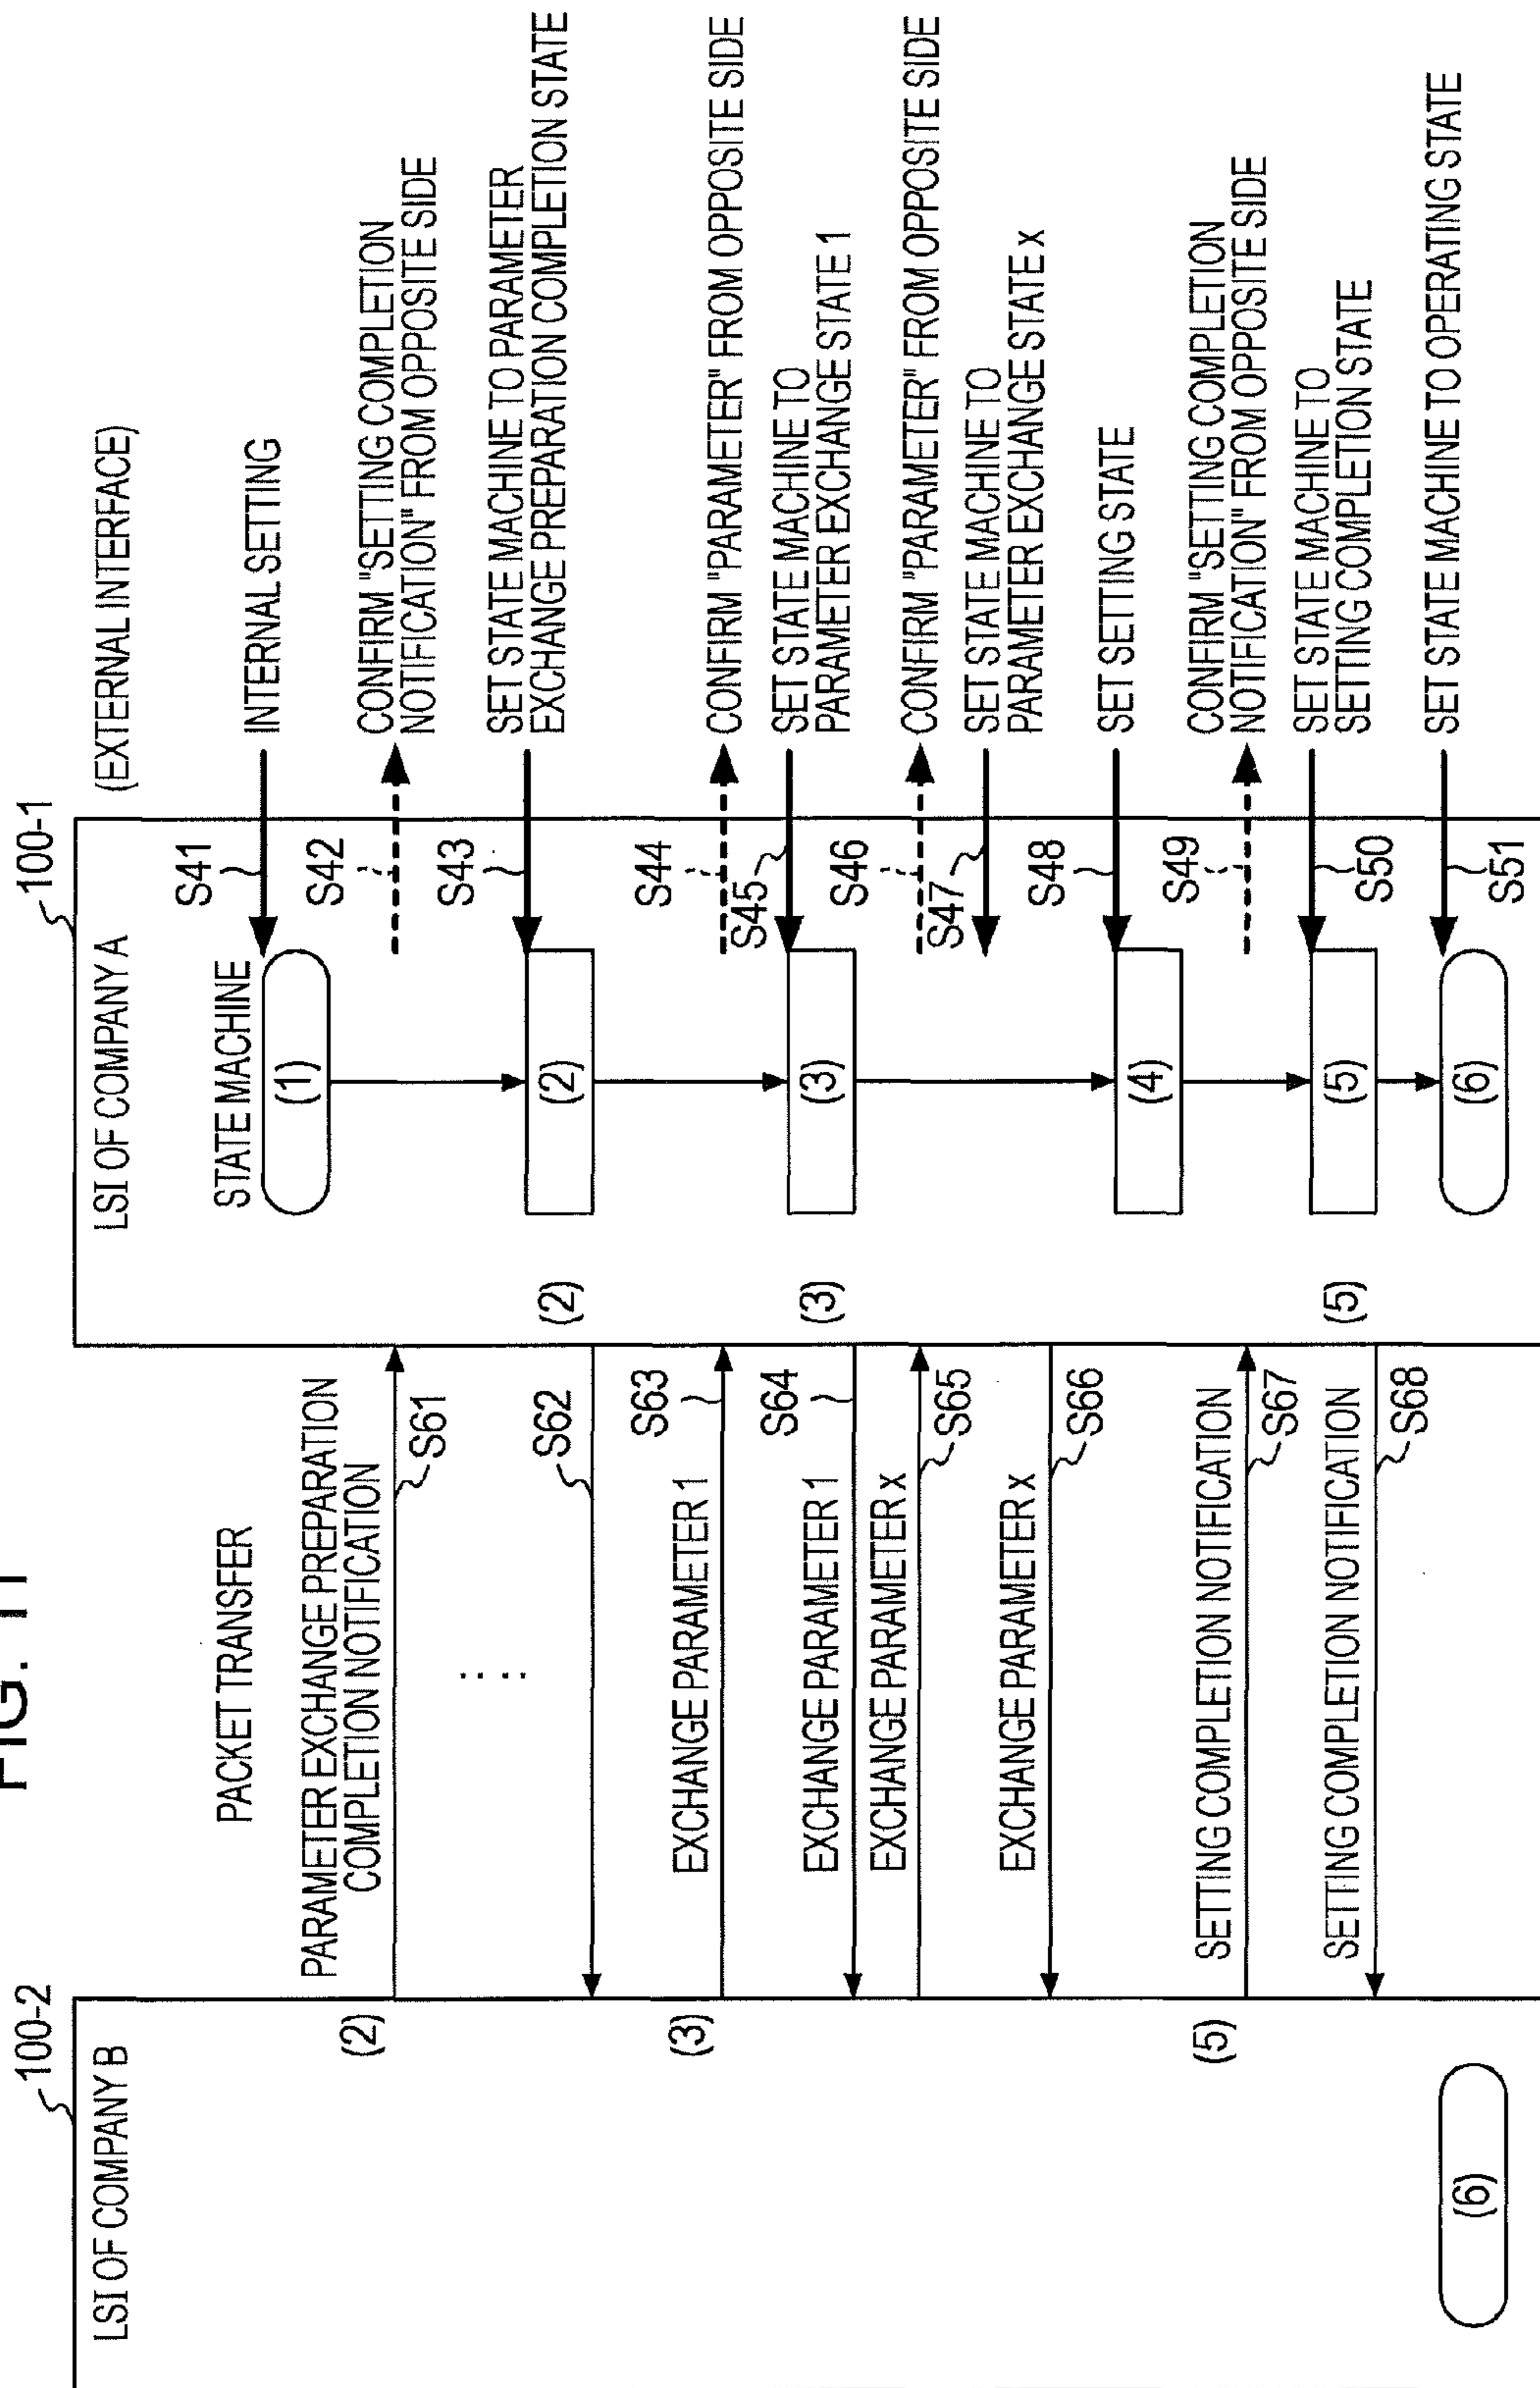 FIG. 11
100-2
100-1
LSI OF COMPANY B
LSI OF COMPANY A
(EXTERNAL INTERFACE)
PACKET TRANSFER
STATE MACHINE
S41
INTERNAL SETTING
(1)
PARAMETER EXCHANGE PREPARATION
COMPLETION NOTIFICATION
(2)
S61
S42
CONFIRM "SETTING COMPLETION
NOTIFICATION" FROM OPPOSITE SIDE
S43
SET STATE MACHINE TO PARAMETER
EXCHANGE PREPARATION COMPLETION STATE
S62
(2)
(2)
EXCHANGE PARAMETER 1
(3)
S63
S44
CONFIRM "PARAMETER" FROM OPPOSITE SIDE
S45
SET STATE MACHINE TO
PARAMETER EXCHANGE STATE 1
EXCHANGE PARAMETER 1
S64
(3)
(3)
EXCHANGE PARAMETER x
S65
S46
CONFIRM "PARAMETER" FROM OPPOSITE SIDE
S47
SET STATE MACHINE TO
PARAMETER EXCHANGE STATE x
EXCHANGE PARAMETER x
S66
S48
SET SETTING STATE
(4)
SETTING COMPLETION NOTIFICATION
(5)
S67
S49
CONFIRM "SETTING COMPLETION
NOTIFICATION" FROM OPPOSITE SIDE
S50
SET STATE MACHINE TO
SETTING COMPLETION STATE
SETTING COMPLETION NOTIFICATION
S68
(5)
(5)
S51
SET STATE MACHINE TO OPERATING STATE
(6)
(6)